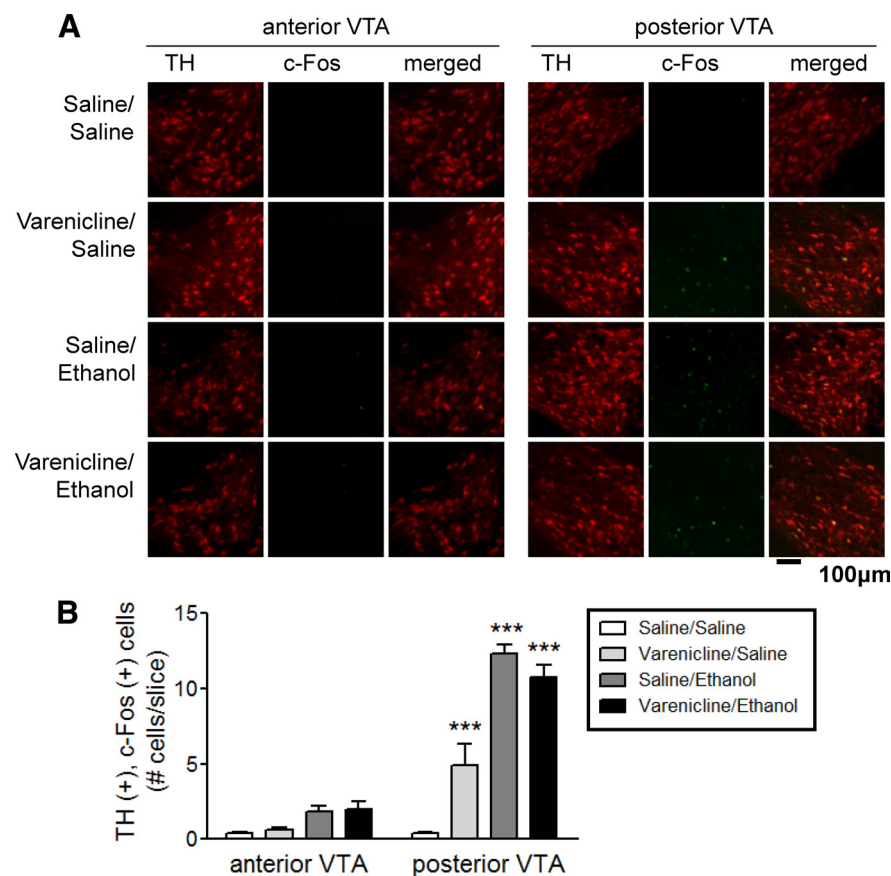 A
anterior VTA
posterior VTA
TH c-Fos merged
TH c-Fos merged
Saline/
Saline
Varenicline/
Saline
Saline/
Ethanol
Varenicline/
Ethanol
100µm
B
TH (+), c-Fos (+) cells
(# cells/slice)
15
10
5
0
***
***
***
anterior VTA
posterior VTA
Saline/Saline
Varenicline/Saline
Saline/Ethanol
Varenicline/Ethanol